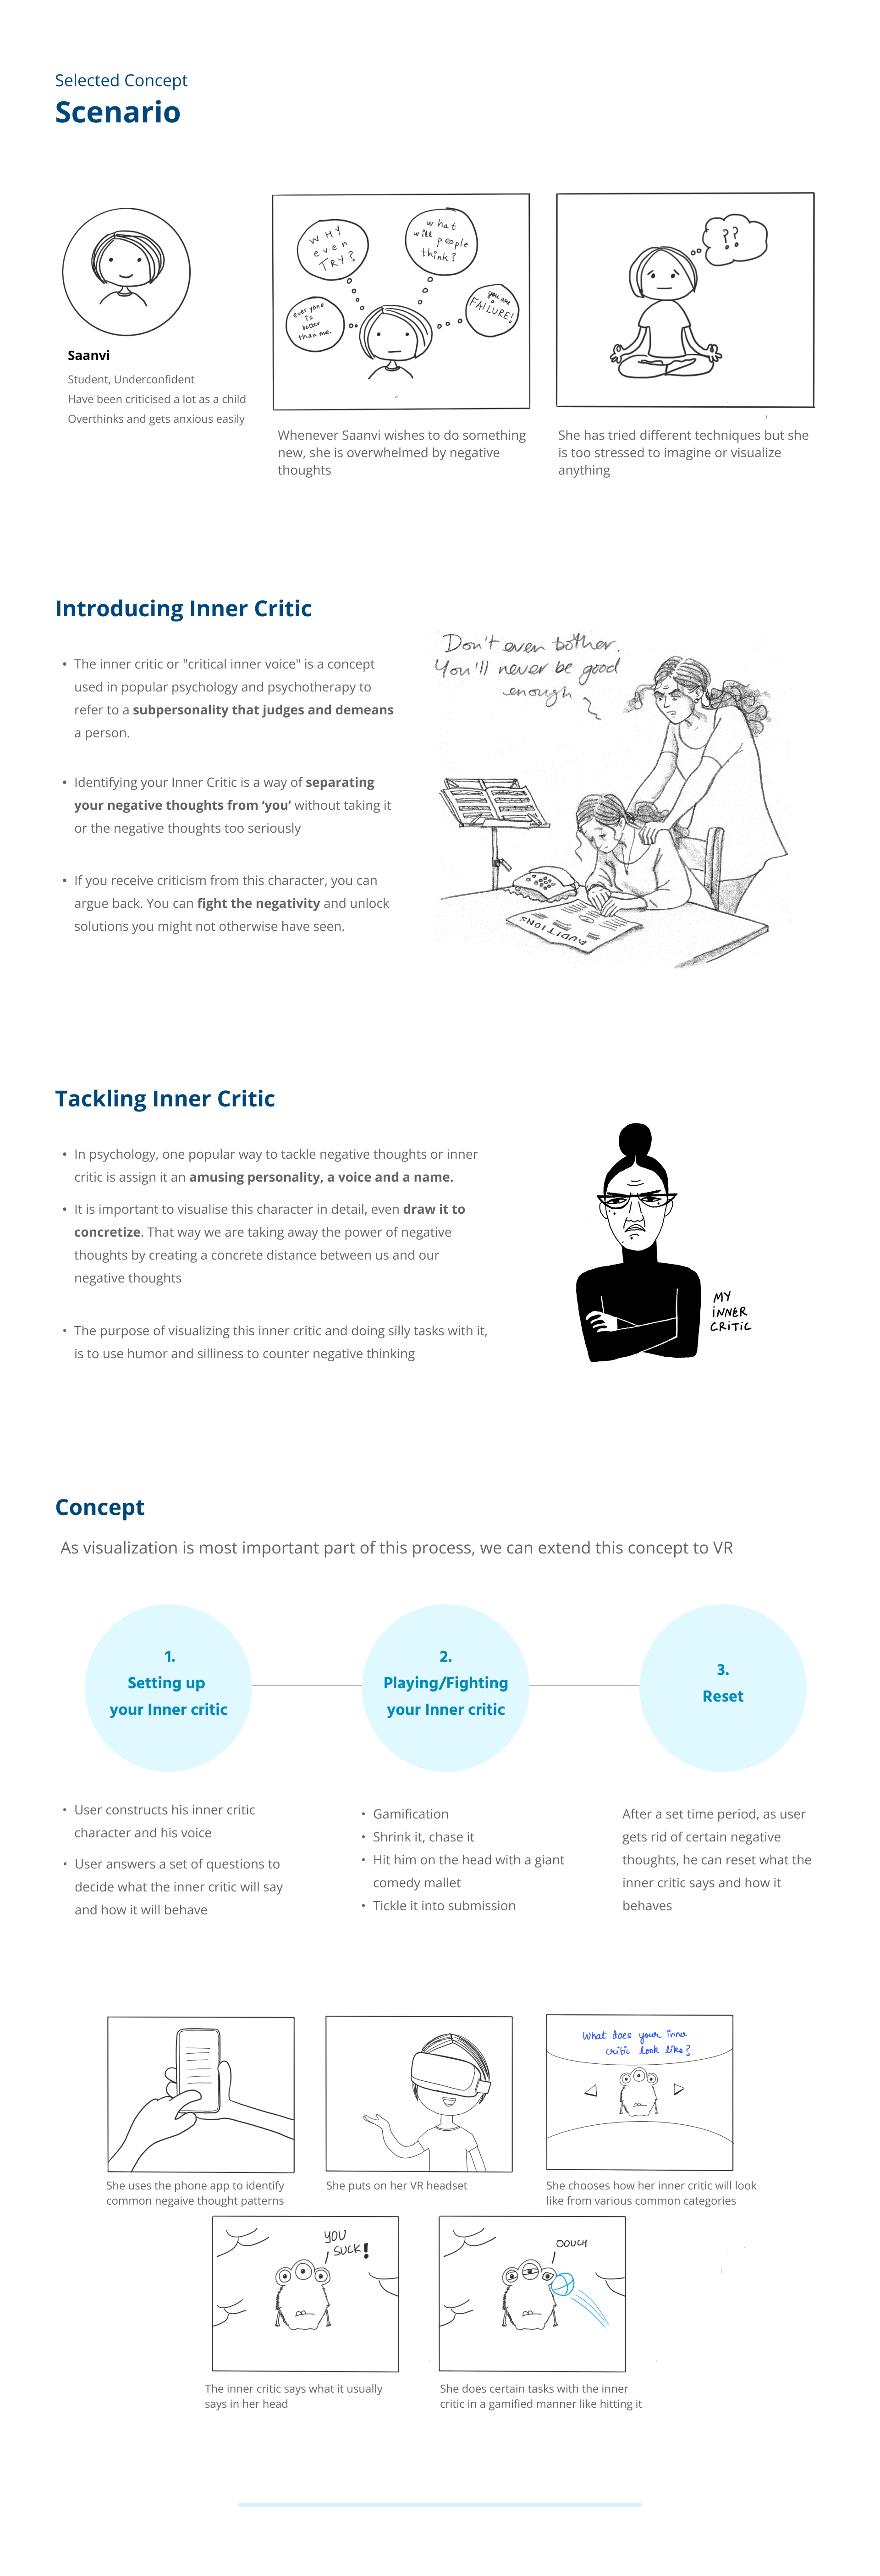 Selected Concept
Scenario
WHY
even
TRY?
what
will people
think?
everyone
is
better
than me.
you are
a
FAILURE!
??
Saanvi
Student, Underconfident
Have been criticised a lot as a child
Overthinks and gets anxious easily
Whenever Saanvi wishes to do something
new, she is overwhelmed by negative
thoughts
She has tried different techniques but she
is too stressed to imagine or visualize
anything
Introducing Inner Critic
• The inner critic or "critical inner voice" is a concept
used in popular psychology and psychotherapy to
refer to a subpersonality that judges and demeans
a person.
• Identifying your Inner Critic is a way of separating
your negative thoughts from ‘you’ without taking it
or the negative thoughts too seriously
• If you receive criticism from this character, you can
argue back. You can fight the negativity and unlock
solutions you might not otherwise have seen.
Don't even bother.
You'll never be good
enough
AUDITIONS
Tackling Inner Critic
• In psychology, one popular way to tackle negative thoughts or inner
critic is assign it an amusing personality, a voice and a name.
• It is important to visualise this character in detail, even draw it to
concretize. That way we are taking away the power of negative
thoughts by creating a concrete distance between us and our
negative thoughts
• The purpose of visualizing this inner critic and doing silly tasks with it,
is to use humor and silliness to counter negative thinking
MY
INNER
CRITIC
Concept
As visualization is most important part of this process, we can extend this concept to VR
1.
Setting up
your Inner critic
2.
Playing/Fighting
your Inner critic
3.
Reset
• User constructs his inner critic
character and his voice
• User answers a set of questions to
decide what the inner critic will say
and how it will behave
• Gamification
• Shrink it, chase it
• Hit him on the head with a giant
comedy mallet
• Tickle it into submission
After a set time period, as user
gets rid of certain negative
thoughts, he can reset what the
inner critic says and how it
behaves
What does your inner
critic look like?
She uses the phone app to identify
common negaive thought patterns
She puts on her VR headset
She chooses how her inner critic will look
like from various common categories
YOU
SUCK!
OOUCH
The inner critic says what it usually
says in her head
She does certain tasks with the inner
critic in a gamified manner like hitting it